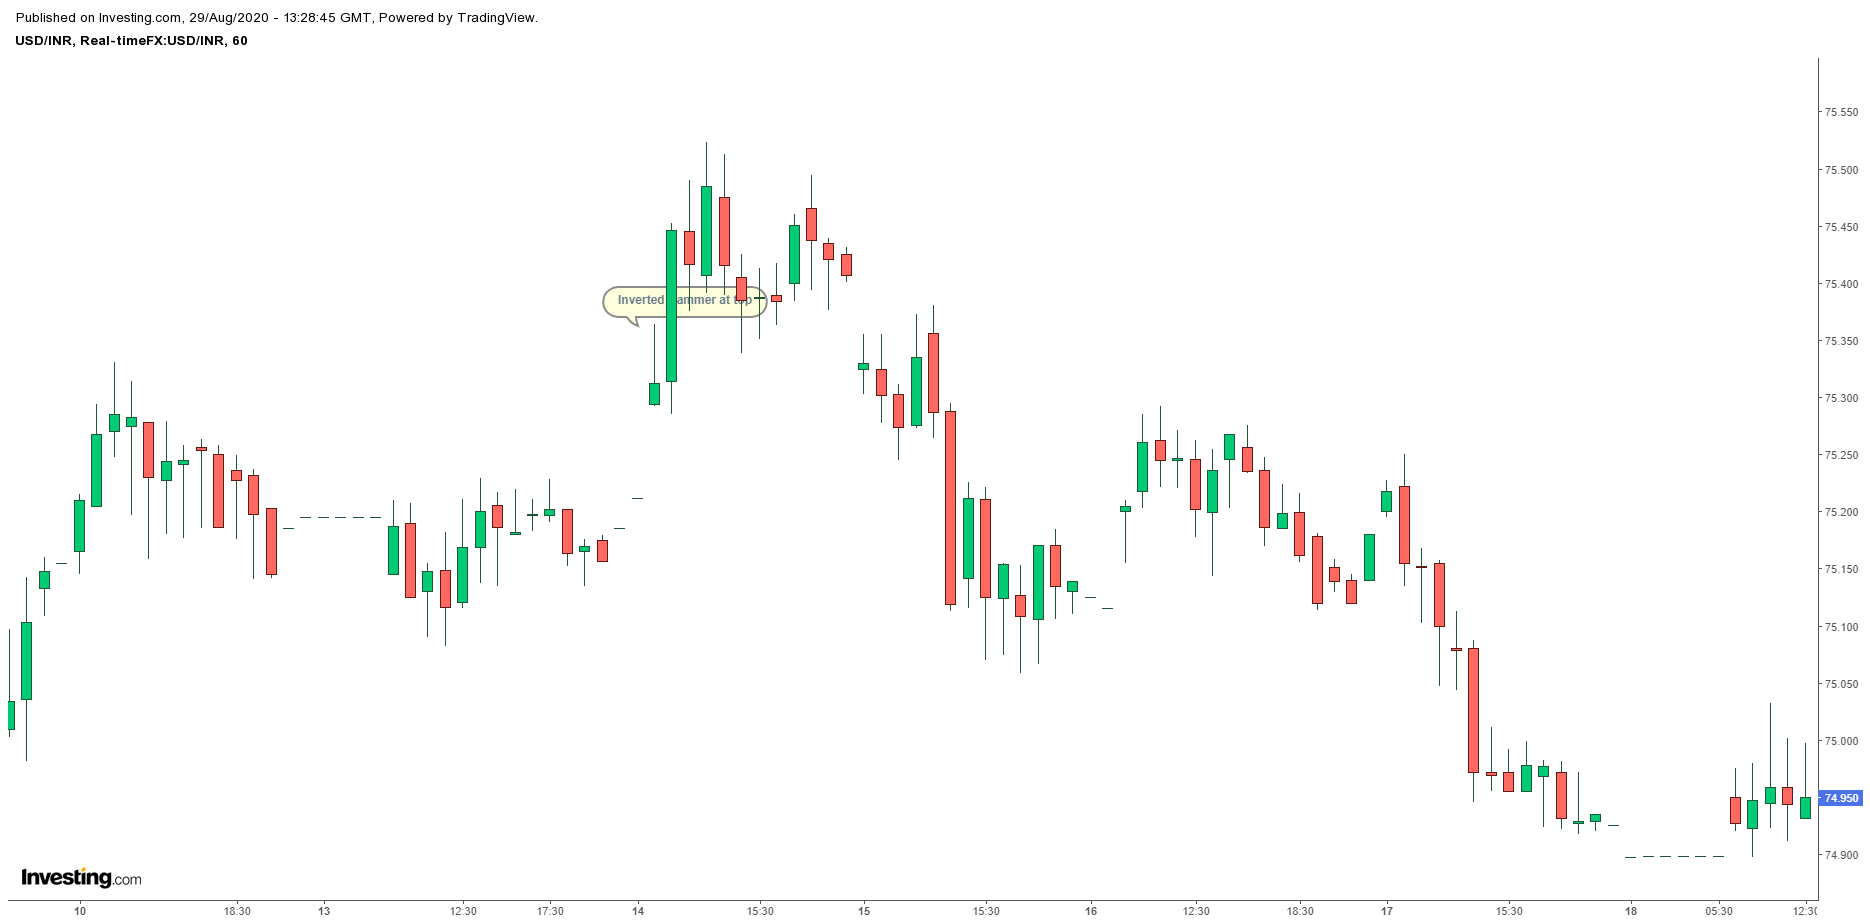 Published on Investing.com, 29/Aug/2020 - 13:28:45 GMT, Powered by TradingView.
USD/INR, Real-timeFX:USD/INR, 60
75.550
75.500
75.450
75.400
Inverted hammer at top
75.350
75.300
75.250
75.200
75.150
75.100
75.050
75.000
74.950
74.900
Investing.com
10 18:30 13 12:30 17:30 14 15:30 15 15:30 16 12:30 18:30 17 15:30 18 05:30 12:30